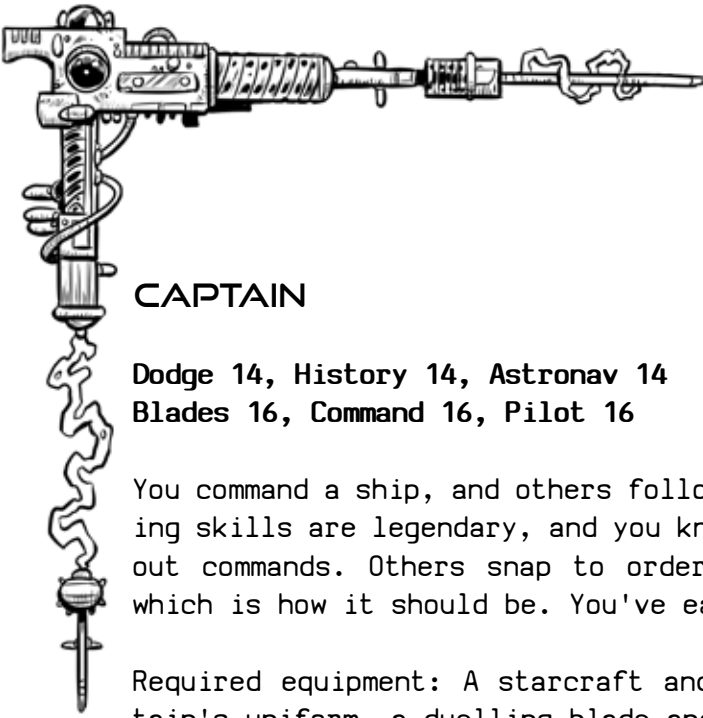 CAPTAIN
Dodge 14, History 14, Astronav 14
Blades 16, Command 16, Pilot 16
You command a ship, and others
ing skills are legendary, and you
out commands. Others snap to order
which is how it should be. You've
Required equipment: A starcraft and
tain's uniform, a duelling blade